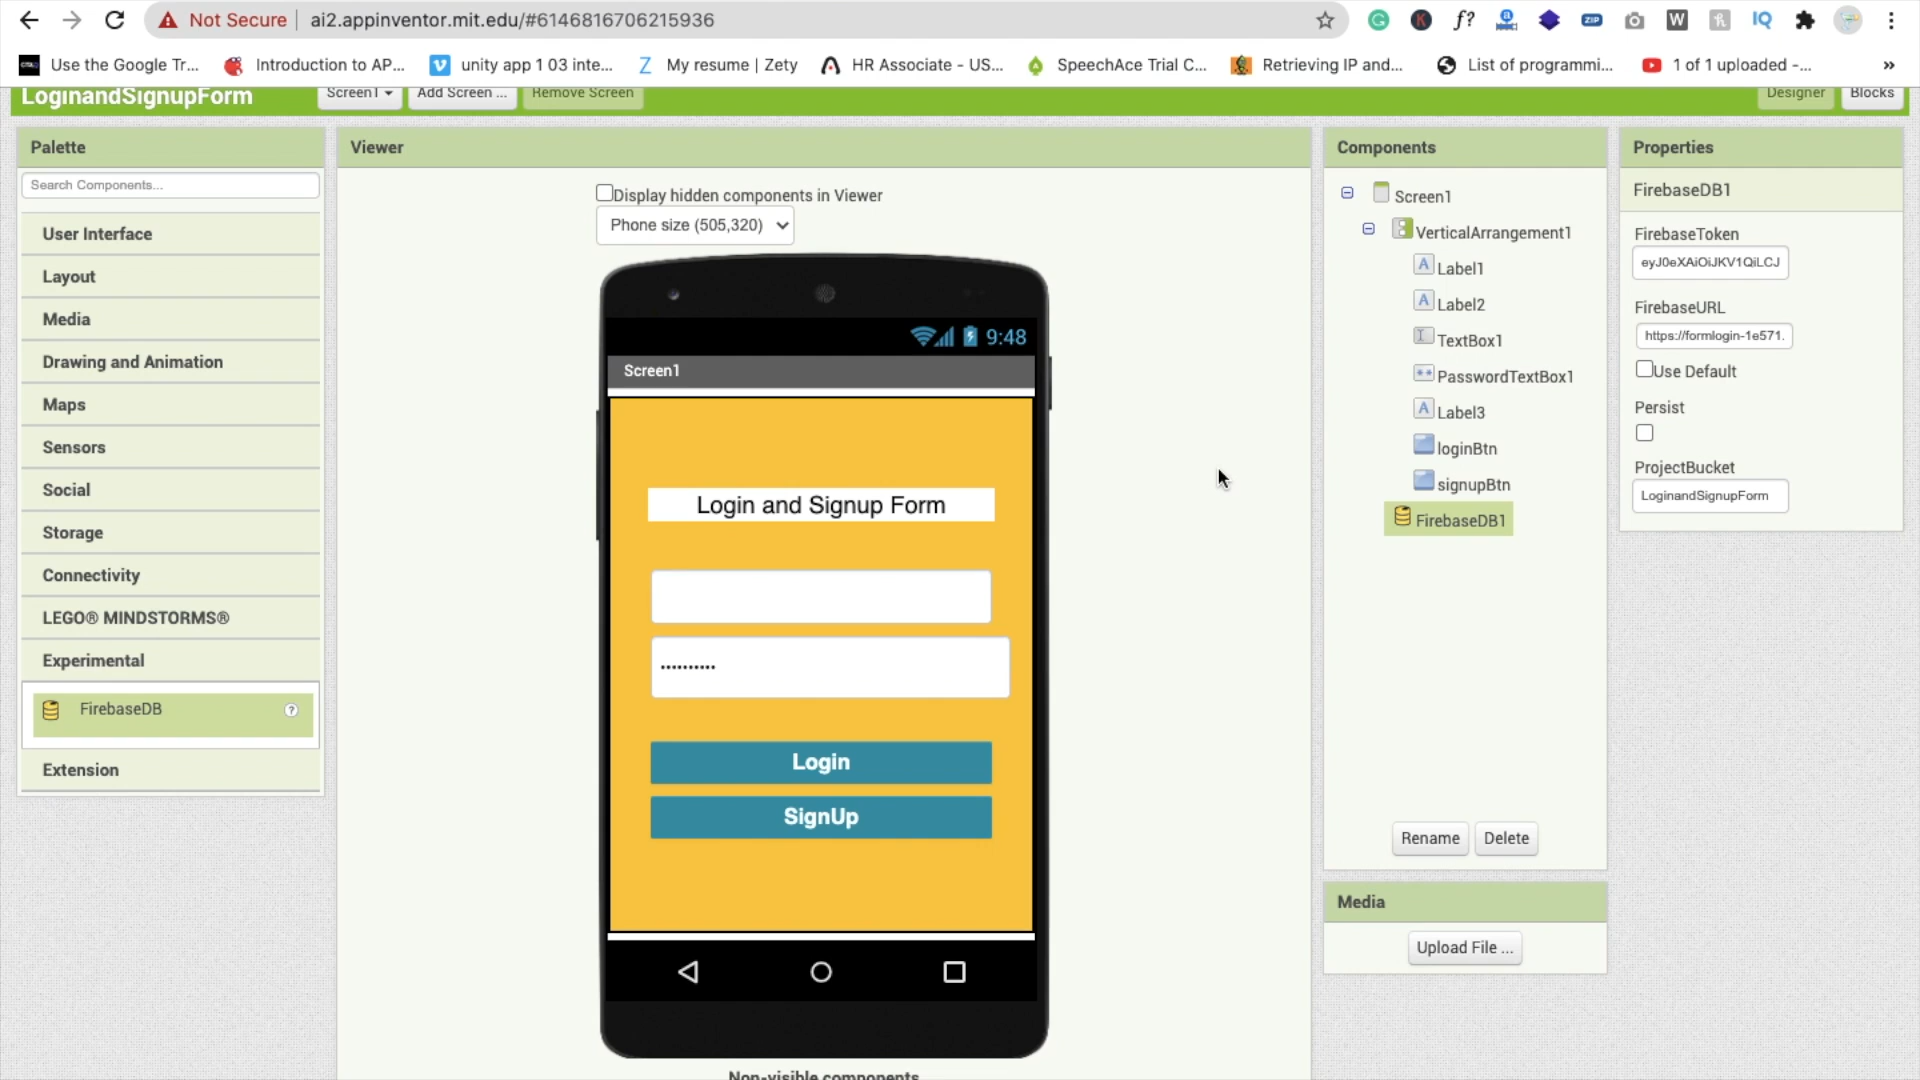 Not Secure
ai2.appinventor.mit.edu/#6146816706215936
Use the Google Tr...
Introduction to AP...
unity app 1 03 inte...
My resume | Zety
HR Associate - US...
SpeechAce Trial C...
Retrieving IP and...
List of programmi...
1 of 1 uploaded -...
»
LoginandSignupForm
Screen1
Add Screen ...
Remove Screen
Designer
Blocks
Palette
Search Components...
User Interface
Layout
Media
Drawing and Animation
Maps
Sensors
Social
Storage
Connectivity
LEGO® MINDSTORMS®
Experimental
FirebaseDB
?
Extension
Viewer
Display hidden components in Viewer
Phone size (505,320)
9:48
Screen1
Login and Signup Form
••••••••••
Login
SignUp
Non-visible components
Components
Screen1
VerticalArrangement1
Label1
Label2
TextBox1
PasswordTextBox1
Label3
loginBtn
signupBtn
FirebaseDB1
Rename
Delete
Media
Upload File ...
Properties
FirebaseDB1
FirebaseToken
eyJ0eXAiOiJKV1QiLCJ
FirebaseURL
https://formlogin-1e571.
Use Default
Persist
ProjectBucket
LoginandSignupForm